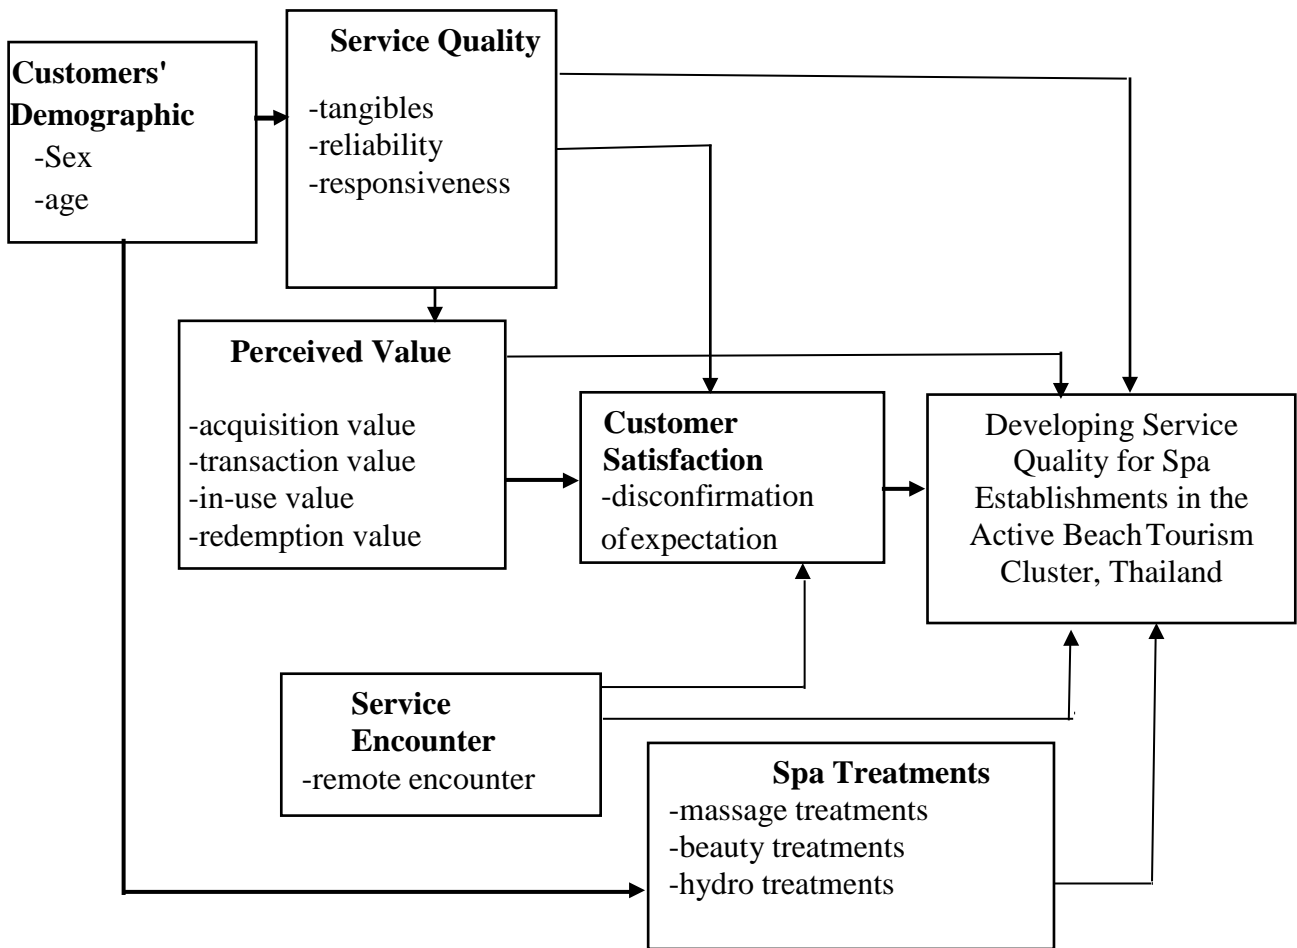 Customers'
Demographic
-Sex
-age
Service Quality
-tangibles
-reliability
-responsiveness
Perceived Value
-acquisition value
-transaction value
-in-use value
-redemption value
Customer
Satisfaction
-disconfirmation
of expectation
Developing Service
Quality for Spa
Establishments in the
Active Beach Tourism
Cluster, Thailand
Service
Encounter
-remote encounter
Spa Treatments
-massage treatments
-beauty treatments
-hydro treatments